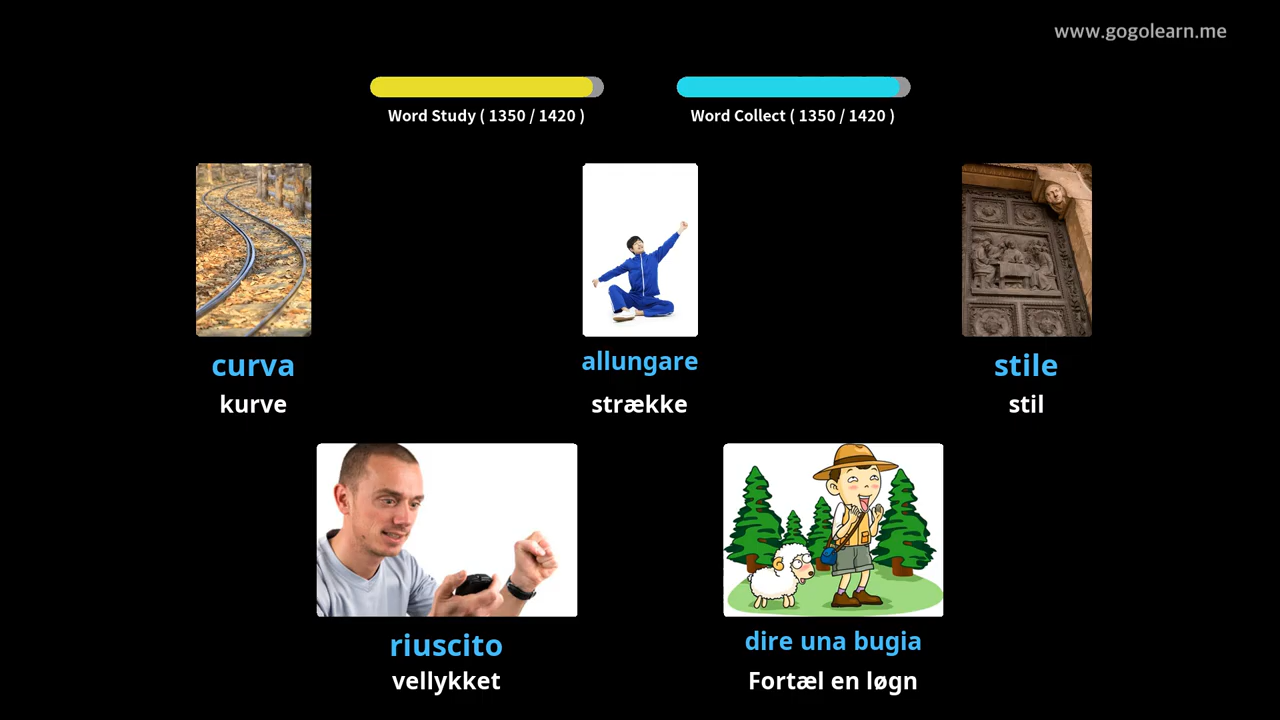 www.gogolearn.me
Word Study ( 1350 / 1420 )
Word Collect ( 1350 / 1420 )
curva
kurve
allungare
strække
stile
stil
riuscito
vellykket
dire una bugia
Fortæl en løgn